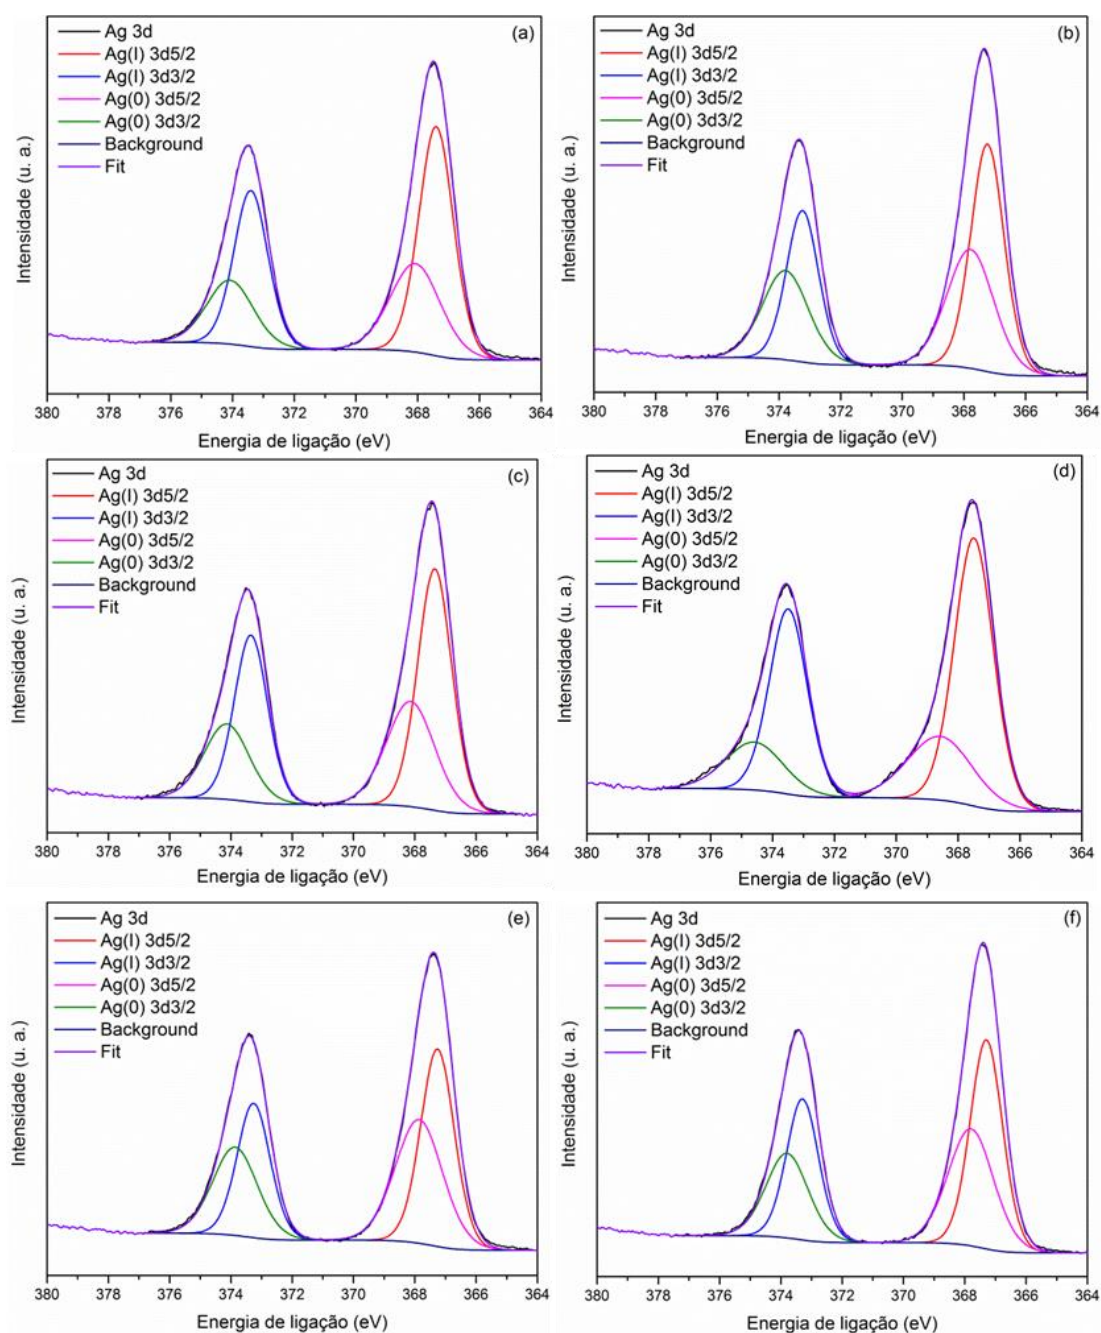 (a)
Ag 3d
Ag(I) 3d5/2
Ag(I) 3d3/2
Ag(0) 3d5/2
Ag(0) 3d3/2
Background
Fit
Intensidade (u. a.)
380 378 376 374 372 370 368 366 364
Energia de ligação (eV)
(b)
Ag 3d
Ag(I) 3d5/2
Ag(I) 3d3/2
Ag(0) 3d5/2
Ag(0) 3d3/2
Background
Fit
Intensidade (u. a.)
380 378 376 374 372 370 368 366 364
Energia de ligação (eV)
(c)
Ag 3d
Ag(I) 3d5/2
Ag(I) 3d3/2
Ag(0) 3d5/2
Ag(0) 3d3/2
Background
Fit
Intensidade (u. a.)
380 378 376 374 372 370 368 366 364
Energia de ligação (eV)
(d)
Ag 3d
Ag(I) 3d5/2
Ag(I) 3d3/2
Ag(0) 3d5/2
Ag(0) 3d3/2
Background
Fit
Intensidade (u. a.)
380 378 376 374 372 370 368 366 364
Energia de ligação (eV)
(e)
Ag 3d
Ag(I) 3d5/2
Ag(I) 3d3/2
Ag(0) 3d5/2
Ag(0) 3d3/2
Background
Fit
Intensidade (u. a.)
380 378 376 374 372 370 368 366 364
Energia de ligação (eV)
(f)
Ag 3d
Ag(I) 3d5/2
Ag(I) 3d3/2
Ag(0) 3d5/2
Ag(0) 3d3/2
Background
Fit
Intensidade (u. a.)
380 378 376 374 372 370 368 366 364
Energia de ligação (eV)